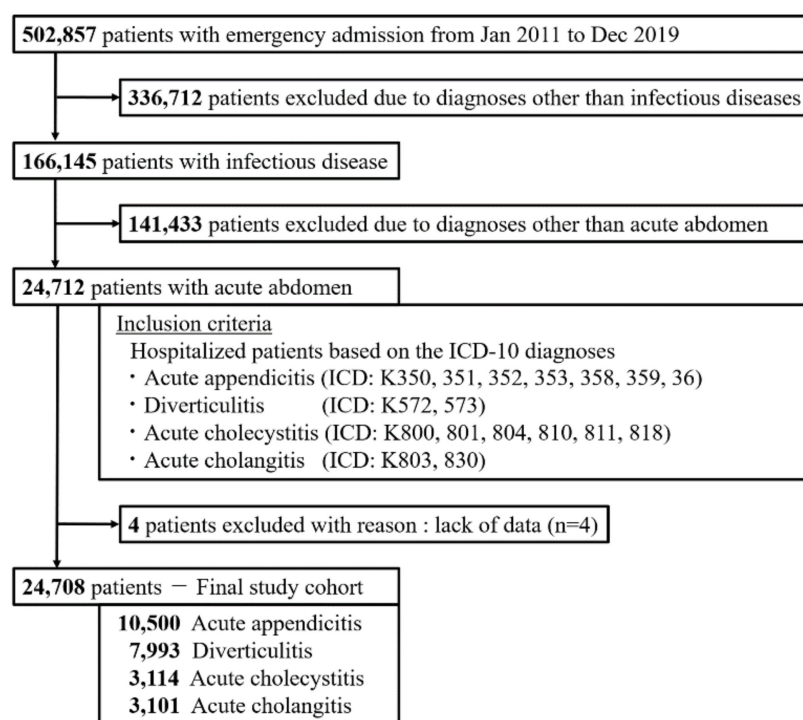 502,857 patients with emergency admission from Jan 2011 to Dec 2019
336,712 patients excluded due to diagnoses other than infectious diseases
166,145 patients with infectious disease
141,433 patients excluded due to diagnoses other than acute abdomen
24,712 patients with acute abdomen
Inclusion criteria
Hospitalized patients based on the ICD-10 diagnoses
・Acute appendicitis (ICD: K350, 351, 352, 353, 358, 359, 36)
・Diverticulitis (ICD: K572, 573)
・Acute cholecystitis (ICD: K800, 801, 804, 810, 811, 818)
・Acute cholangitis (ICD: K803, 830)
4 patients excluded with reason : lack of data (n=4)
24,708 patients － Final study cohort
10,500 Acute appendicitis
7,993 Diverticulitis
3,114 Acute cholecystitis
3,101 Acute cholangitis